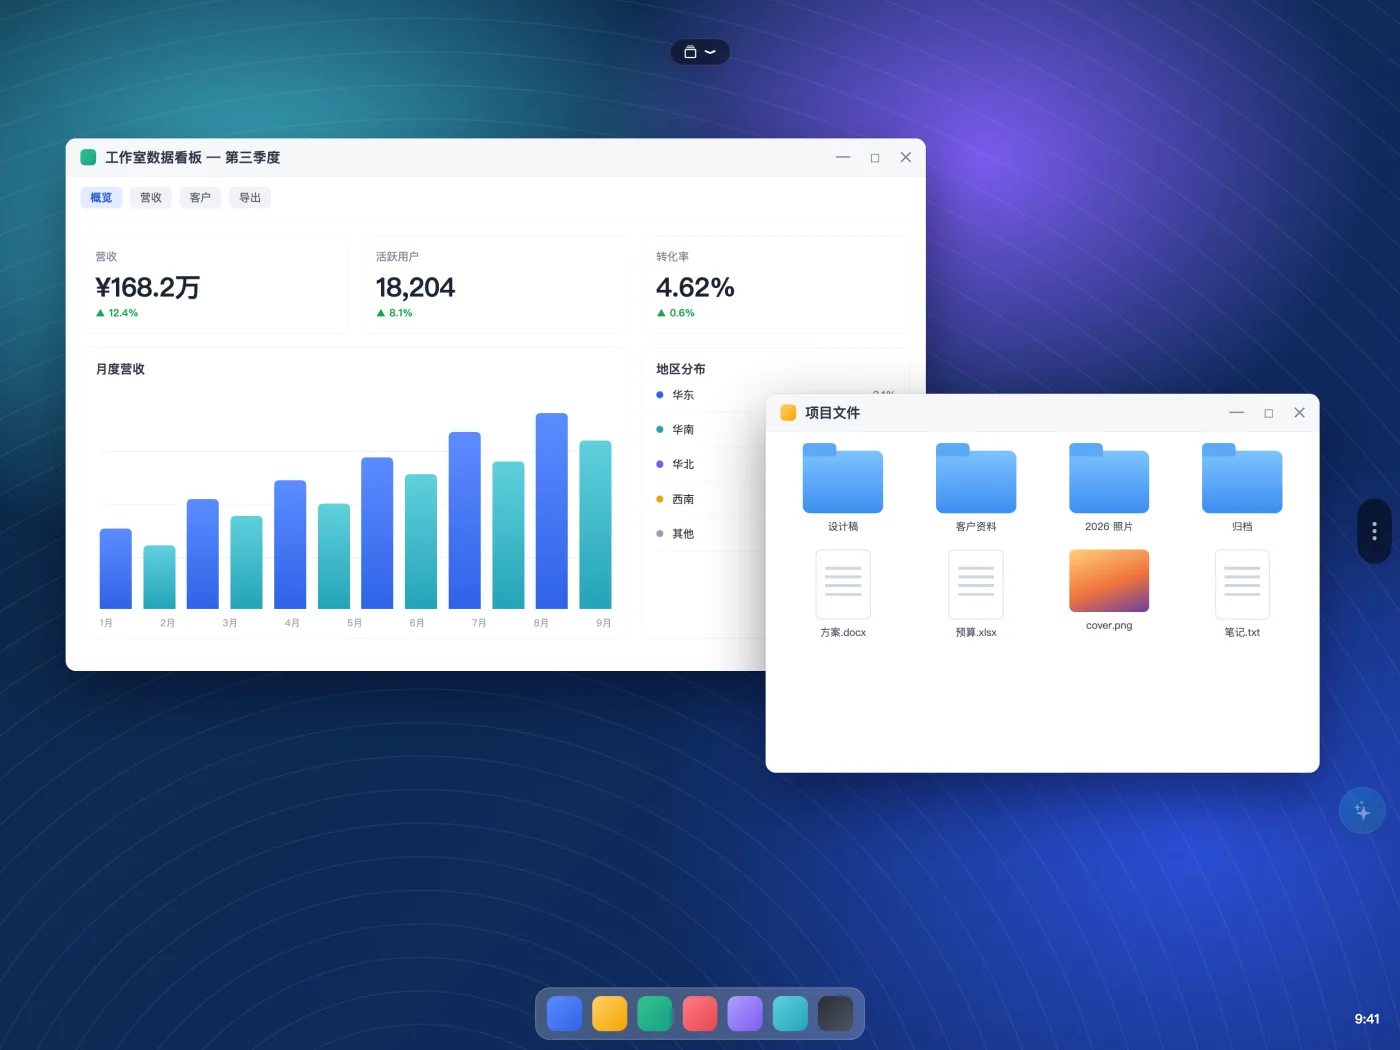 工作室数据看板 — 第三季度
概览 营收 客户 导出
营收
¥168.2万
▲ 12.4%
活跃用户
18,204
▲ 8.1%
转化率
4.62%
▲ 0.6%
月度营收
1月 2月 3月 4月 5月 6月 7月 8月 9月
地区分布
华东
华南
华北
西南
其他
项目文件
设计稿 客户资料 2026 照片 归档
方案.docx 预算.xlsx cover.png 笔记.txt
9:41